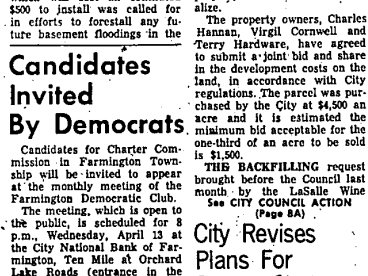 $500 to install was called for
in efforts to forestall any fu-
ture basement floodings in the
Candidates
Invited
By Democrats
Candidates for Charter Com-
mission in Farmington Town-
ship will be invited to appear
at the monthly meeting of the
Farmington Democratic Club.
The meeting, which is open to
the public, is scheduled for 8
p.m., Wednesday, April 13 at
the City National Bank of Far-
mington, Ten Mile at Orchard
Lake Roads (entrance in the
alize.
The property owners, Charles
Hannan, Virgil Cornwell and
Terry Hardware, have agreed
to submit a joint bid and share
in the development costs on the
land, in accordance with City
regulations. The parcel was pur-
chased by the City at $4,500 an
acre and it is estimated the
minimum bid acceptable for the
one-third of an acre to be sold
is $1,500.
THE BACKFILLING request
brought before the Council last
month by the LaSalle Wine
See CITY COUNCIL ACTION
(Page 8A)
City Revises
Plans For